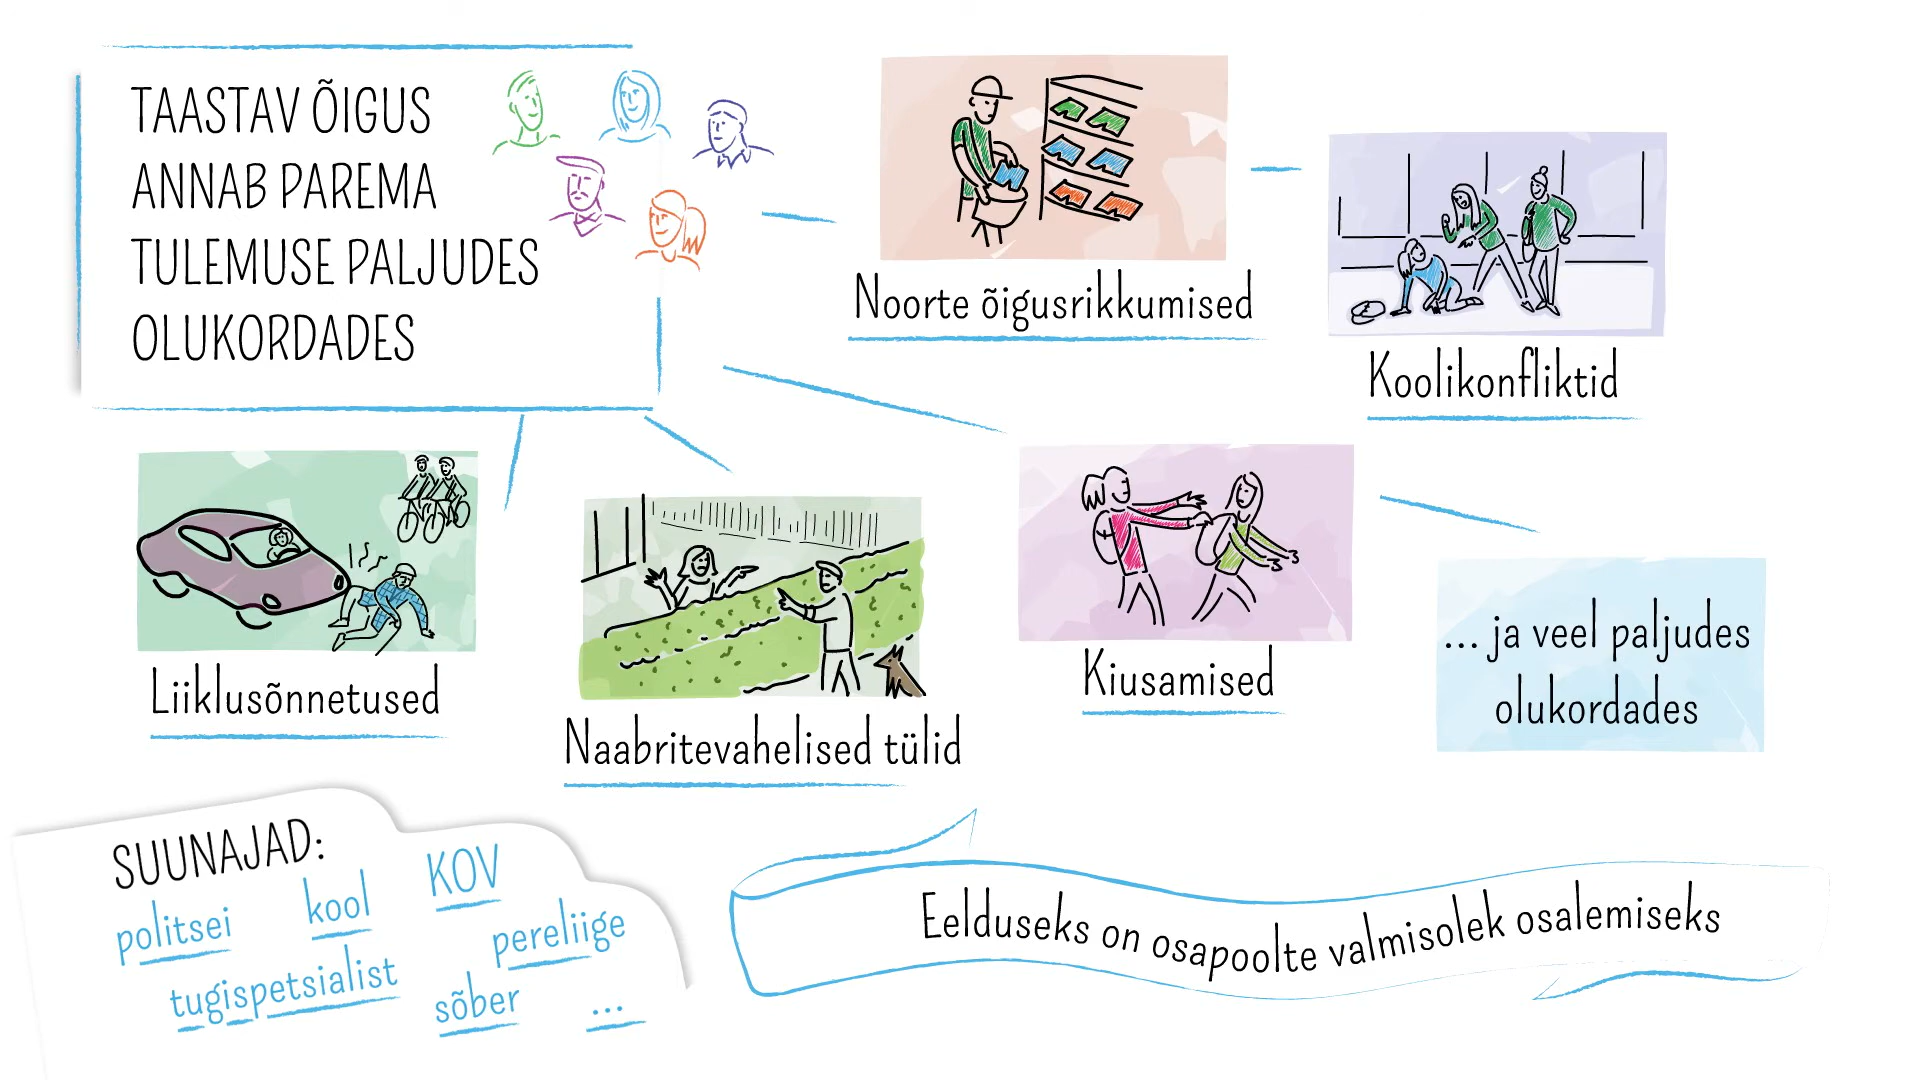 TAASTAV ÕIGUS
ANNAB PAREMA
TULEMUSE PALJUDES
OLUKORDADES
Noorte õigusrikkumised
Koolikonfliktid
Liiklusõnnetused
Naabritevahelised tülid
Kiusamised
... ja veel paljudes
olukordades
SUUNAJAD:
politsei
kool
KOV
pereliige
tugispetsialist
sõber
...
Eelduseks on osapoolte valmisolek osalemiseks